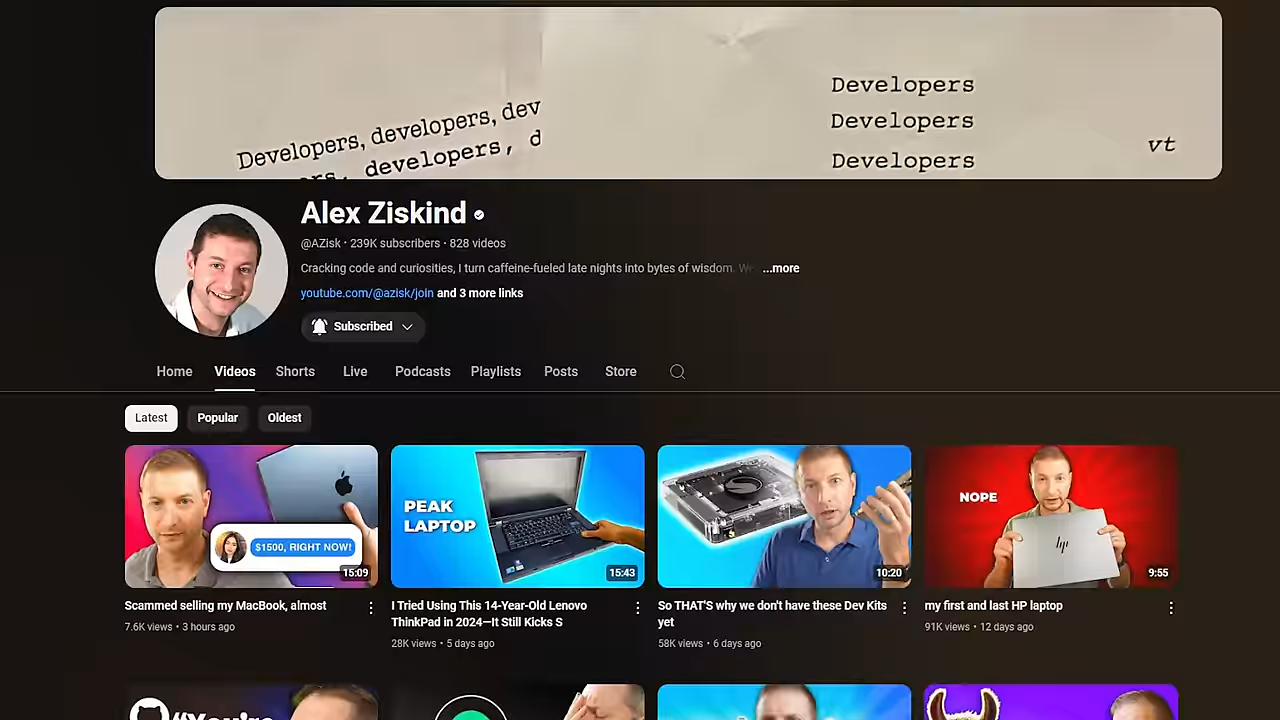 Developers, developers, dev
developers, d
Developers
Developers
Developers
vt
Alex Ziskind
@AZisk · 239K subscribers · 828 videos
Cracking code and curiosities, I turn caffeine-fueled late nights into bytes of wisdom. ...more
youtube.com/@azisk/join and 3 more links
Subscribed
Home Videos Shorts Live Podcasts Playlists Posts Store
Latest Popular Oldest
$1500, RIGHT NOW!
15:09
PEAK
LAPTOP
15:43
10:20
NOPE
hp
9:55
Scammed selling my MacBook, almost
7.6K views • 3 hours ago
I Tried Using This 14-Year-Old Lenovo
ThinkPad in 2024—It Still Kicks S
28K views • 5 days ago
So THAT'S why we don't have these Dev Kits
yet
58K views • 6 days ago
my first and last HP laptop
91K views • 12 days ago